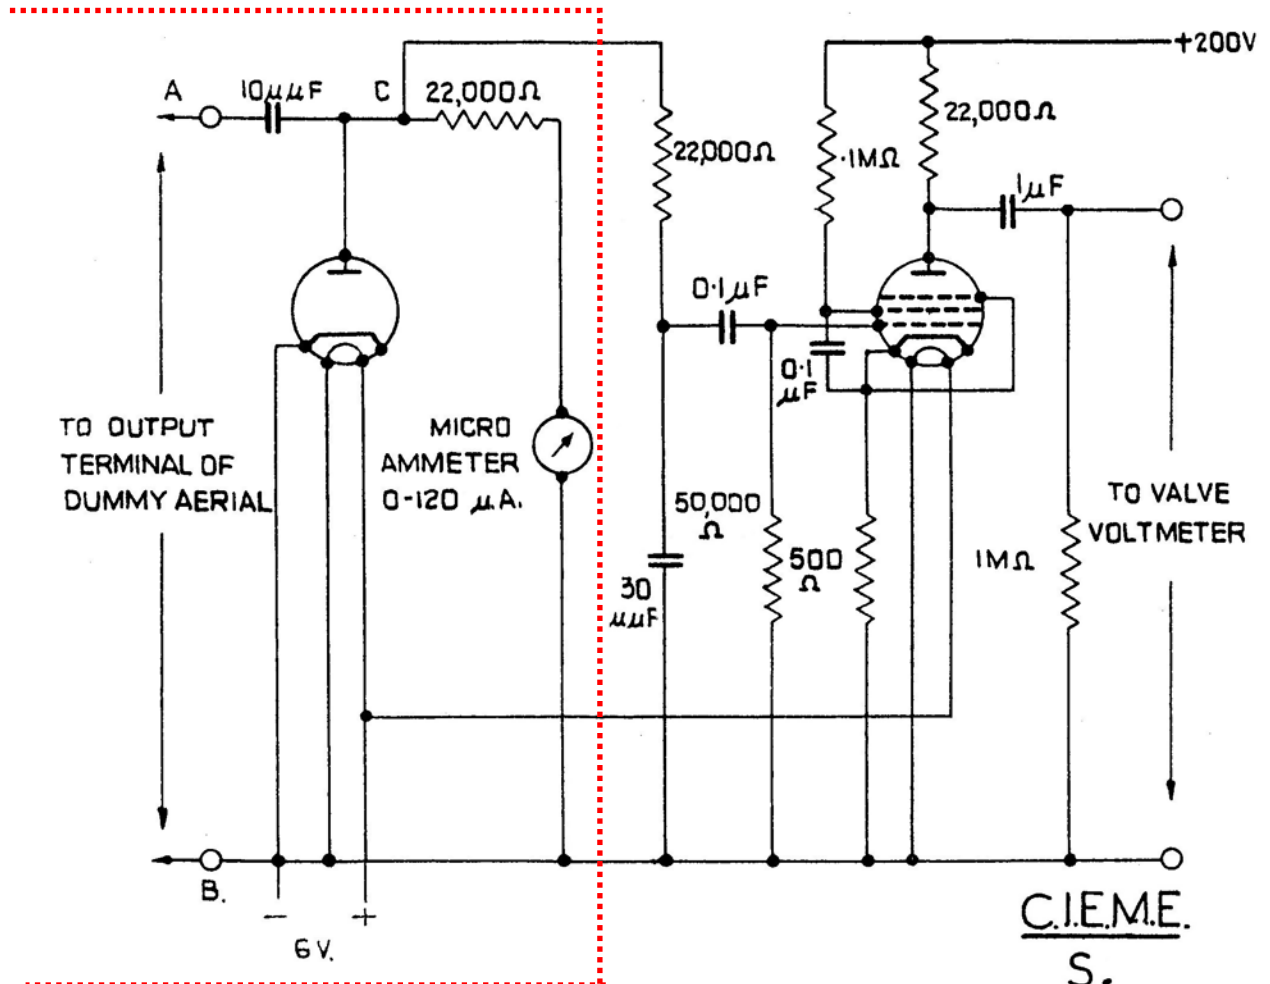 +200V
A
10µµF
C
22,000Ω
22,000Ω
22,000Ω
·1MΩ
1µF
0·1µF
0·1
µF
TO OUTPUT
TERMINAL OF
DUMMY AERIAL
MICRO
AMMETER
0-120 µA.
50,000
Ω
500
Ω
1MΩ
TO VALVE
VOLTMETER
30
µµF
B.
- +
6V.
C.I.E.M.E.
S.